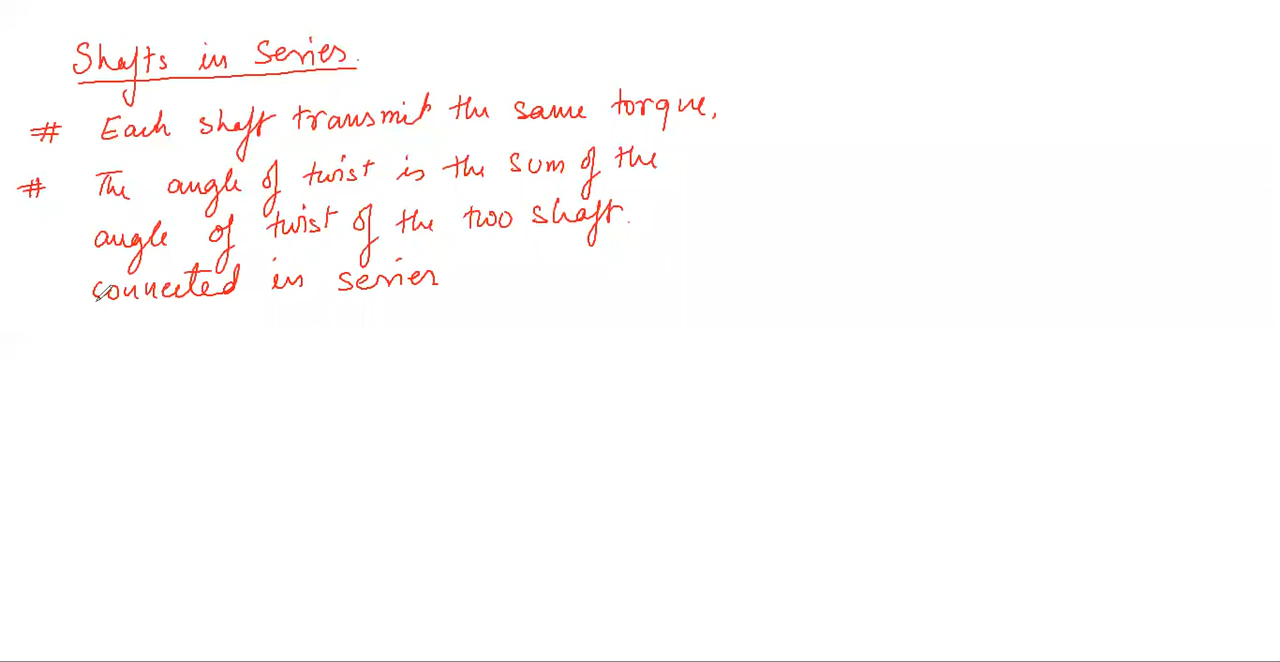 Shafts in Series.
# Each shaft transmit the same torque.
# The angle of twist is the sum of the
angle of twist of the two shaft.
connected in series